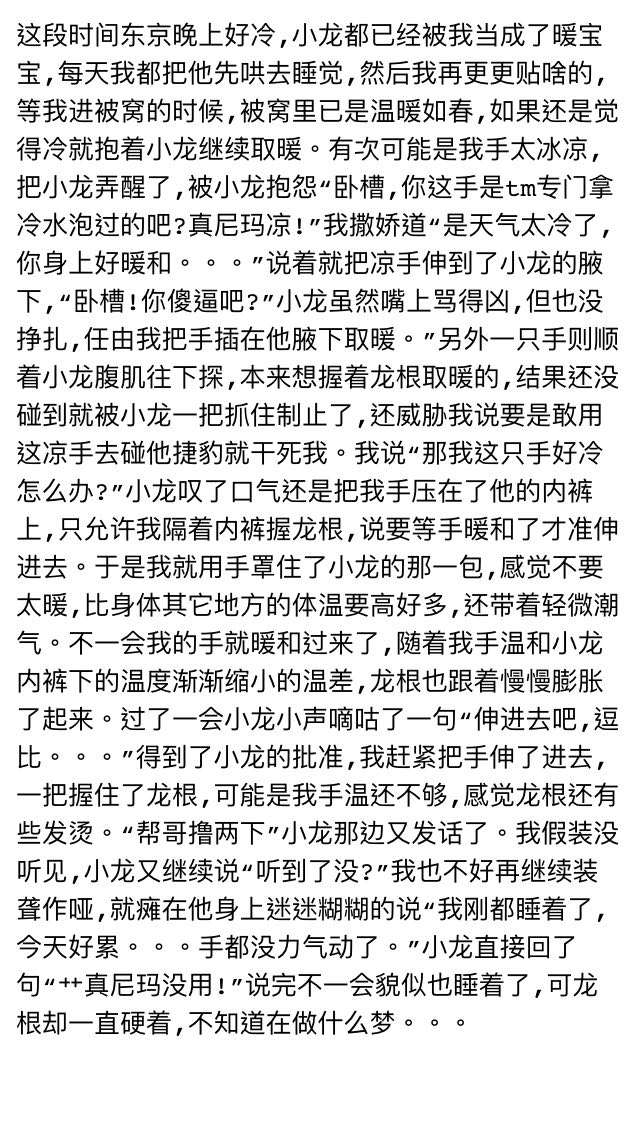 这段时间东京晚上好冷,小龙都已经被我当成了暖宝
宝,每天我都把他先哄去睡觉,然后我再更更贴啥的,
等我进被窝的时候,被窝里已是温暖如春,如果还是觉
得冷就抱着小龙继续取暖。有次可能是我手太冰凉,
把小龙弄醒了,被小龙抱怨“卧槽,你这手是tm专门拿
冷水泡过的吧?真尼玛凉!”我撒娇道“是天气太冷了,
你身上好暖和。。。”说着就把凉手伸到了小龙的腋
下,“卧槽!你傻逼吧?”小龙虽然嘴上骂得凶,但也没
挣扎,任由我把手插在他腋下取暖。”另外一只手则顺
着小龙腹肌往下探,本来想握着龙根取暖的,结果还没
碰到就被小龙一把抓住制止了,还威胁我说要是敢用
这凉手去碰他捷豹就干死我。我说“那我这只手好冷
怎么办?”小龙叹了口气还是把我手压在了他的内裤
上,只允许我隔着内裤握龙根,说要等手暖和了才准伸
进去。于是我就用手罩住了小龙的那一包,感觉不要
太暖,比身体其它地方的体温要高好多,还带着轻微潮
气。不一会我的手就暖和过来了,随着我手温和小龙
内裤下的温度渐渐缩小的温差,龙根也跟着慢慢膨胀
了起来。过了一会小龙小声嘀咕了一句“伸进去吧,逗
比。。。”得到了小龙的批准,我赶紧把手伸了进去,
一把握住了龙根,可能是我手温还不够,感觉龙根还有
些发烫。“帮哥撸两下”小龙那边又发话了。我假装没
听见,小龙又继续说“听到了没?”我也不好再继续装
聋作哑,就瘫在他身上迷迷糊糊的说“我刚都睡着了,
今天好累。。。手都没力气动了。”小龙直接回了
句“艹真尼玛没用!”说完不一会貌似也睡着了,可龙
根却一直硬着,不知道在做什么梦。。。